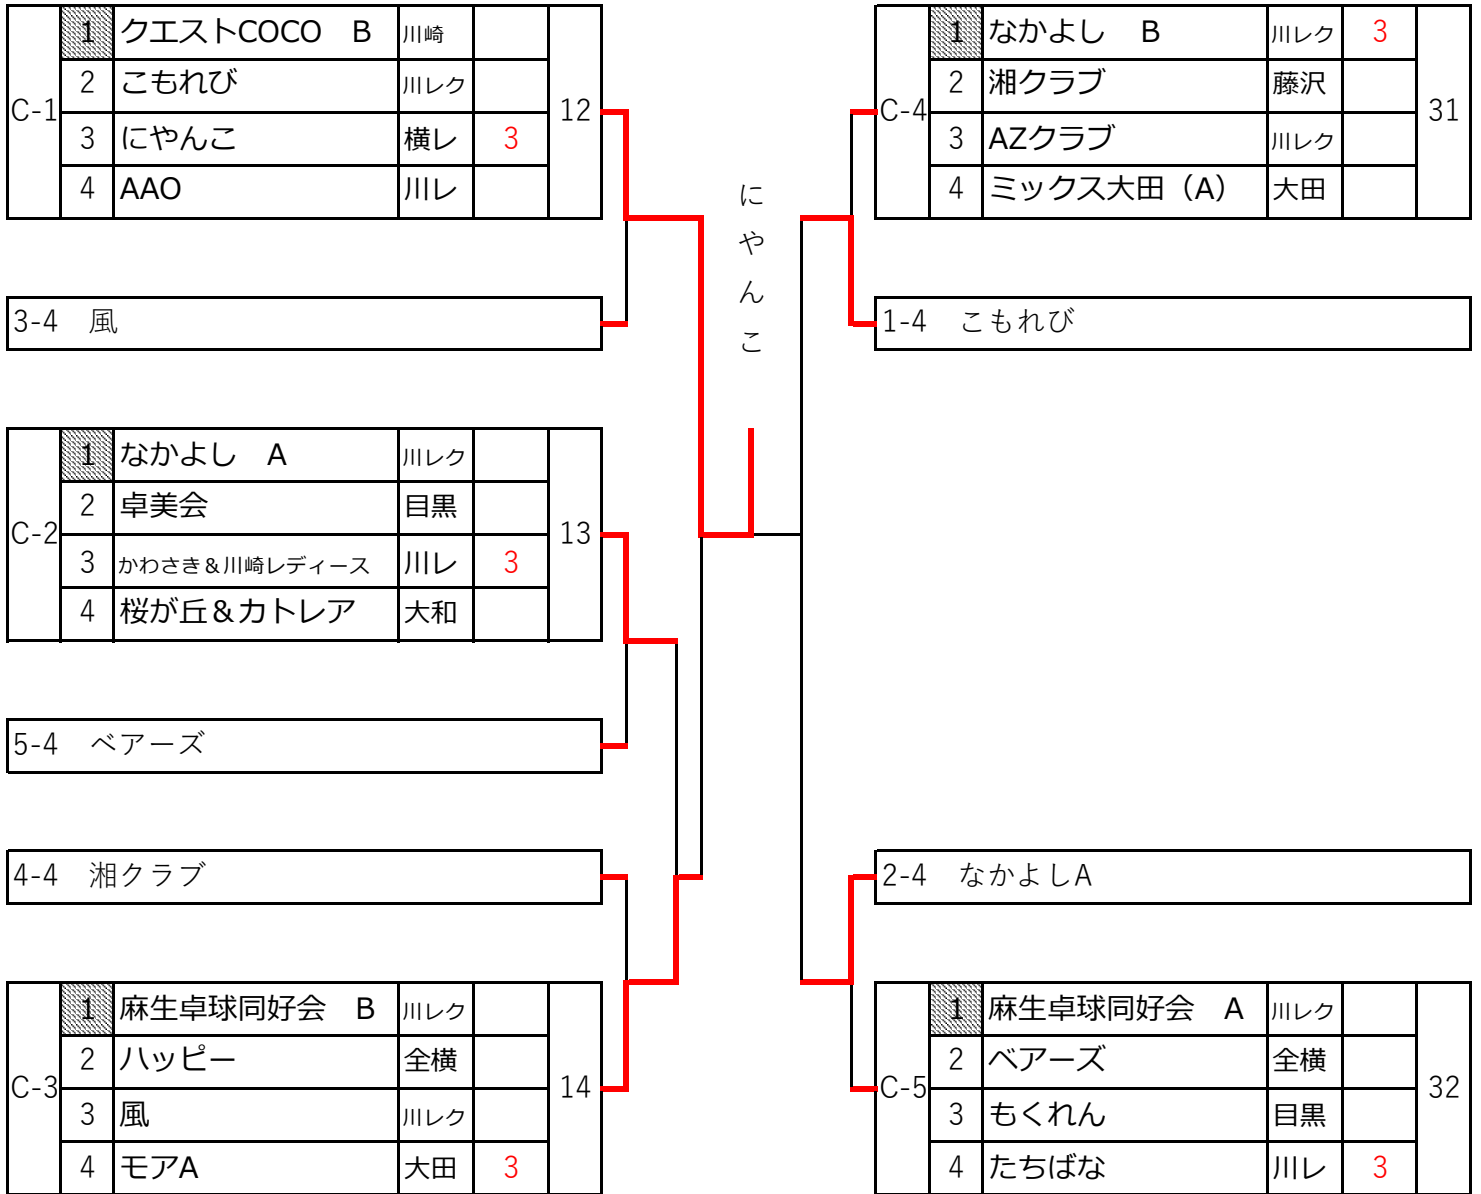 C-1
1 クエストCOCO　B 川崎
2 こもれび 川レク
3 にやんこ 横レ 3
4 AAO 川レ
12
3-4　風
C-2
1 なかよし　A 川レク
2 卓美会 目黒
3 かわさき＆川崎レディース 川レ 3
4 桜が丘＆カトレア 大和
13
5-4　ベアーズ
4-4　湘クラブ
C-3
1 麻生卓球同好会　B 川レク
2 ハッピー 全横
3 風 川レク
4 モアA 大田 3
14
にやんこ
C-4
1 なかよし　B 川レク 3
2 湘クラブ 藤沢
3 AZクラブ 川レク
4 ミックス大田（A） 大田
31
1-4　こもれび
2-4　なかよしA
C-5
1 麻生卓球同好会　A 川レク
2 ベアーズ 全横
3 もくれん 目黒
4 たちばな 川レ 3
32